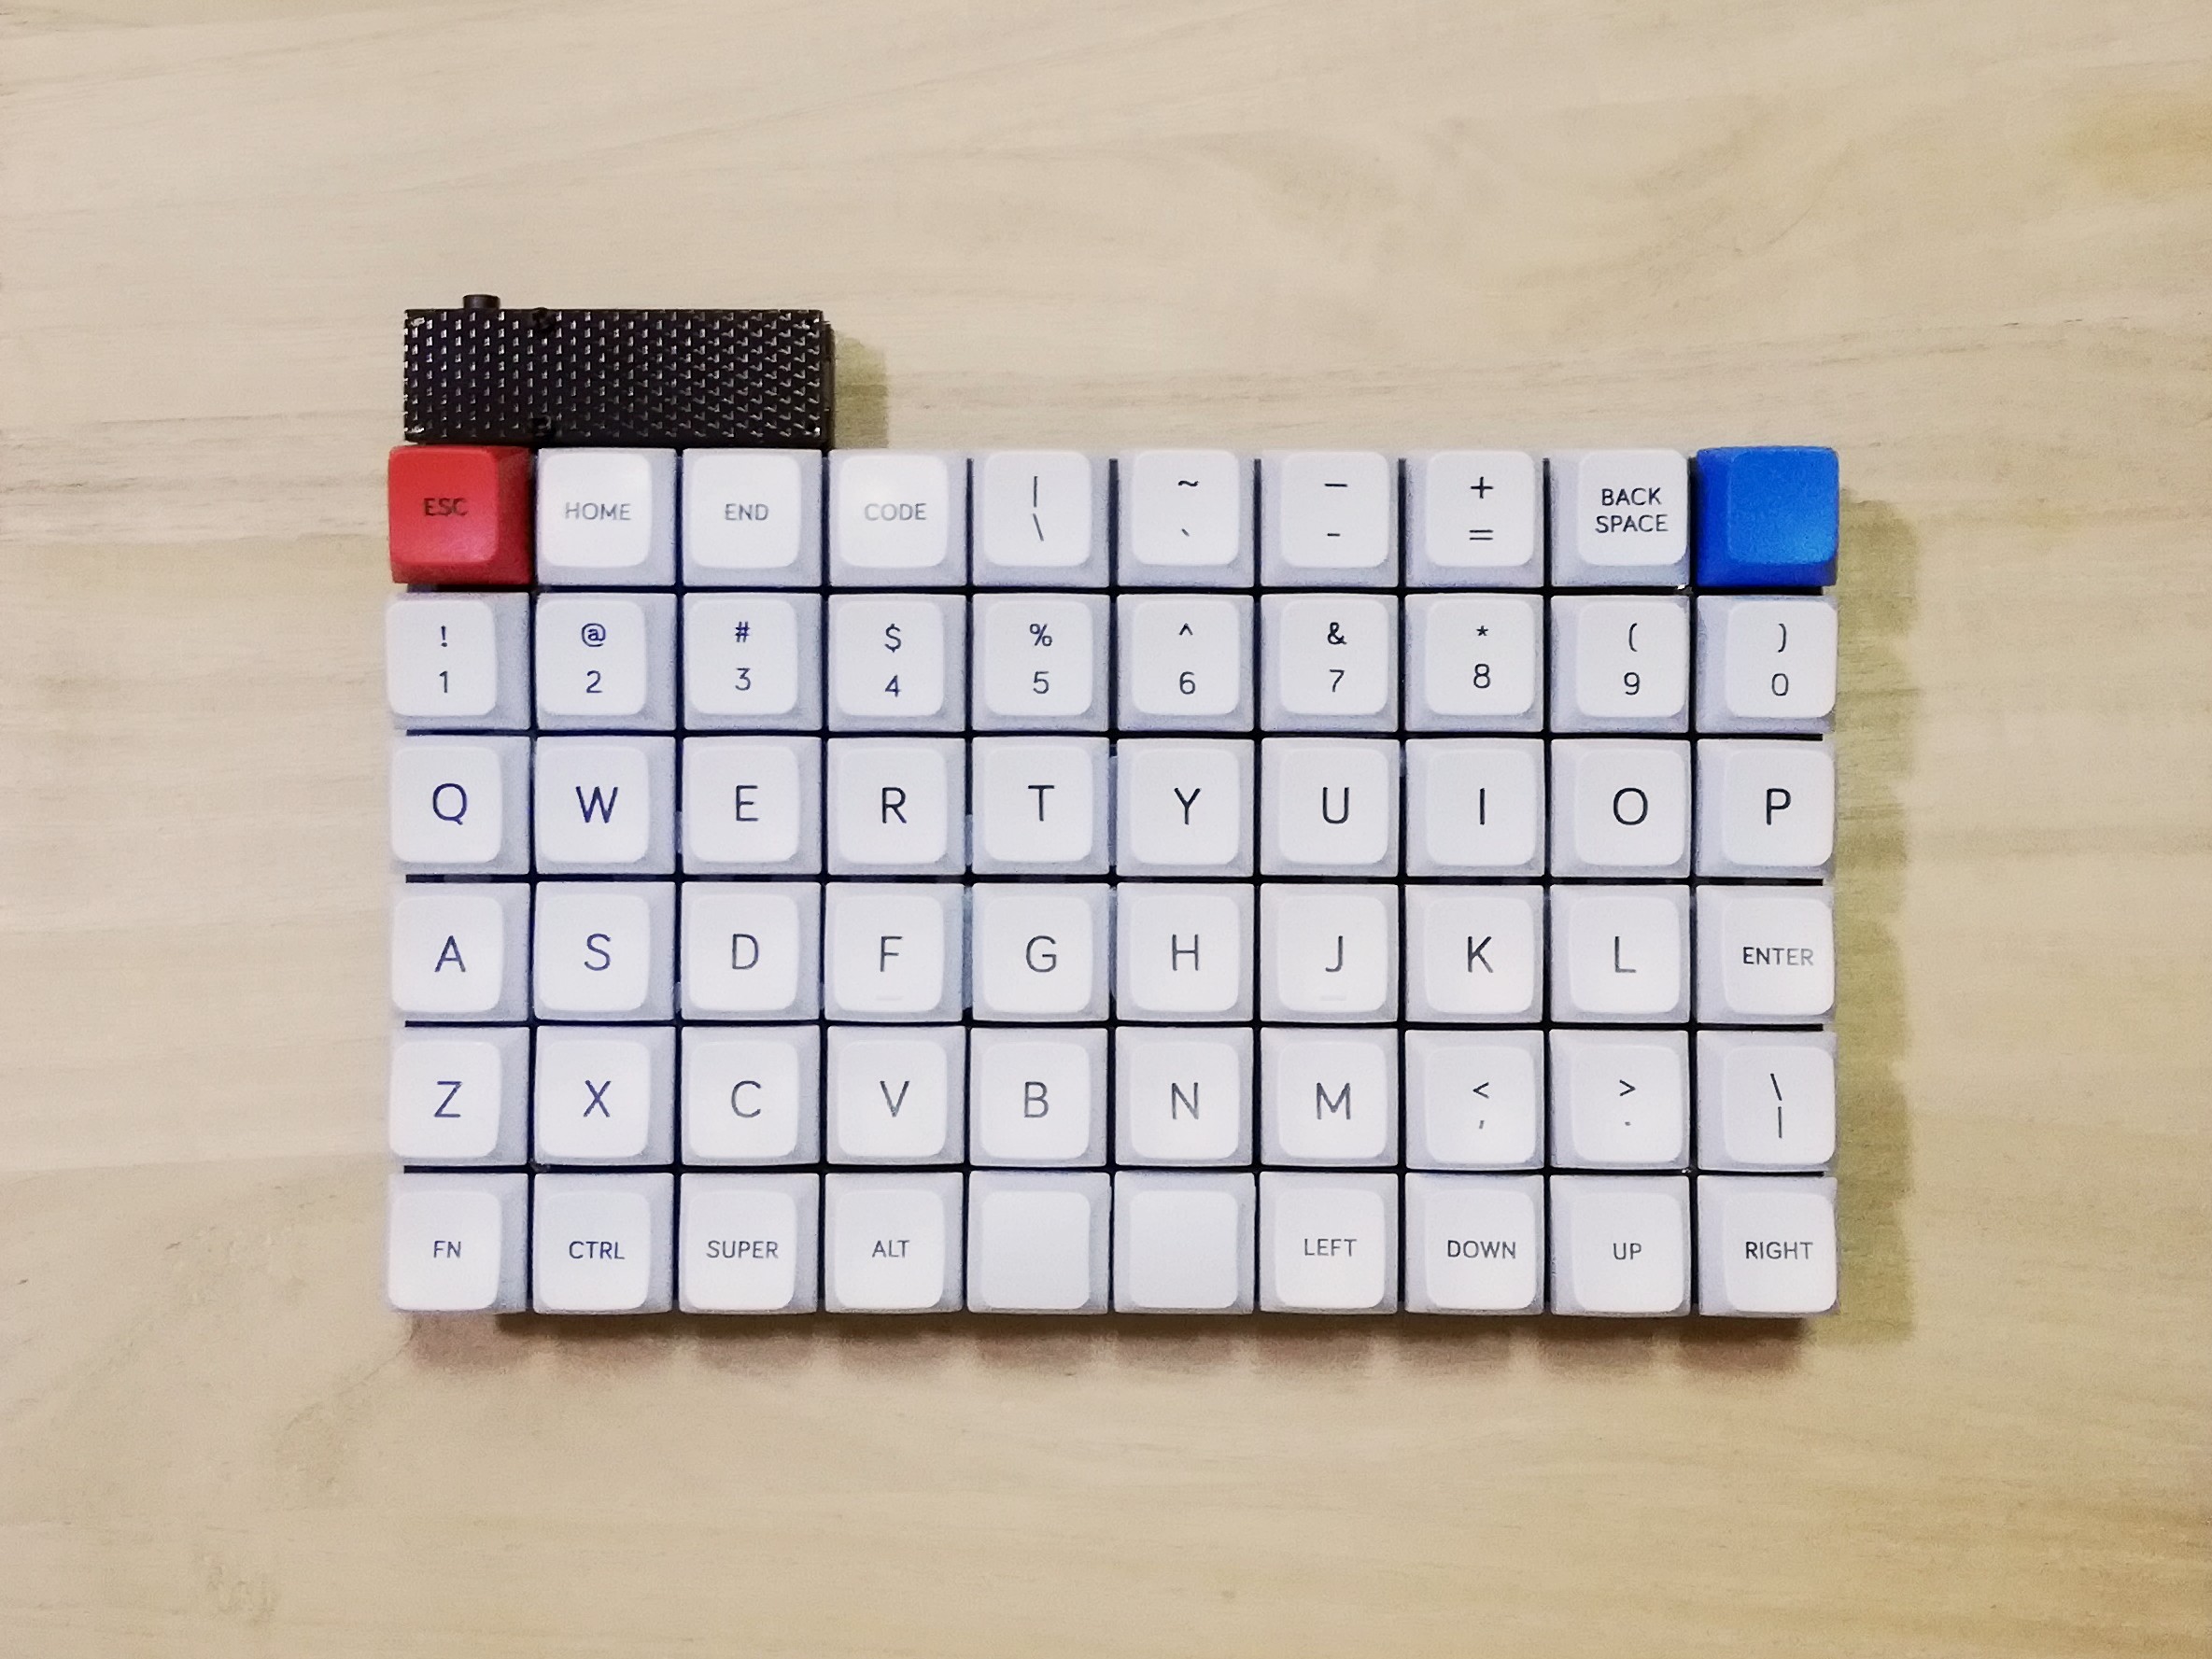 ESC HOME END CODE | ~ — + BACK
\ ` - = SPACE
! @ # $ % ^ & * ( )
1 2 3 4 5 6 7 8 9 0
Q W E R T Y U I O P
A S D F G H J K L ENTER
Z X C V B N M < > \
, . |
FN CTRL SUPER ALT LEFT DOWN UP RIGHT